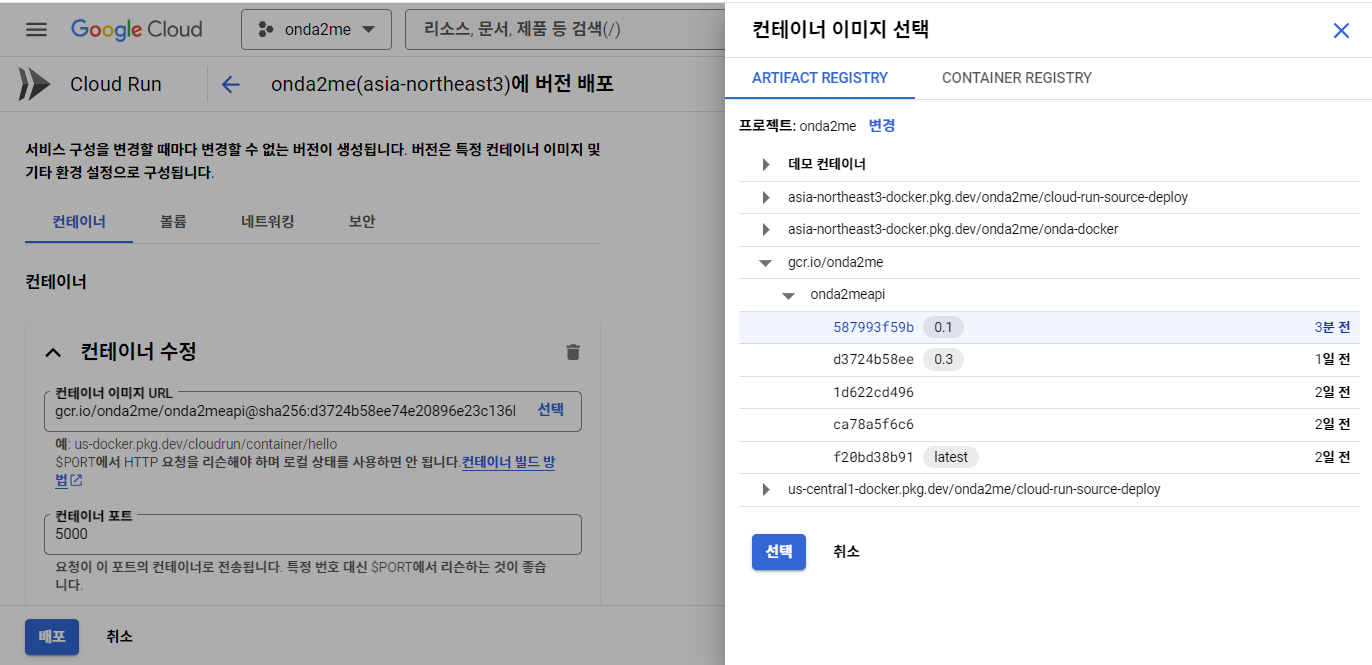 Google Cloud
onda2me
리소스, 문서, 제품 등 검색(/)
Cloud Run
onda2me(asia-northeast3)에 버전 배포
서비스 구성을 변경할 때마다 변경할 수 없는 버전이 생성됩니다. 버전은 특정 컨테이너 이미지 및
기타 환경 설정으로 구성됩니다.
컨테이너 볼륨 네트워킹 보안
컨테이너
컨테이너 수정
컨테이너 이미지 URL
gcr.io/onda2me/onda2meapi@sha256:d3724b58ee74e20896e23c136 선택
예: us-docker.pkg.dev/cloudrun/container/hello
$PORT에서 HTTP 요청을 리슨해야 하며 로컬 상태를 사용하면 안 됩니다.컨테이너 빌드 방
법
컨테이너 포트
5000
요청이 이 포트의 컨테이너로 전송됩니다. 특정 번호 대신 $PORT에서 리슨하는 것이 좋습
니다.
배포 취소
컨테이너 이미지 선택
ARTIFACT REGISTRY CONTAINER REGISTRY
프로젝트: onda2me 변경
데모 컨테이너
asia-northeast3-docker.pkg.dev/onda2me/cloud-run-source-deploy
asia-northeast3-docker.pkg.dev/onda2me/onda-docker
gcr.io/onda2me
onda2meapi
587993f59b 0.1 3분 전
d3724b58ee 0.3 1일 전
1d622cd496 2일 전
ca78a5f6c6 2일 전
f20bd38b91 latest 2일 전
us-central1-docker.pkg.dev/onda2me/cloud-run-source-deploy
선택 취소